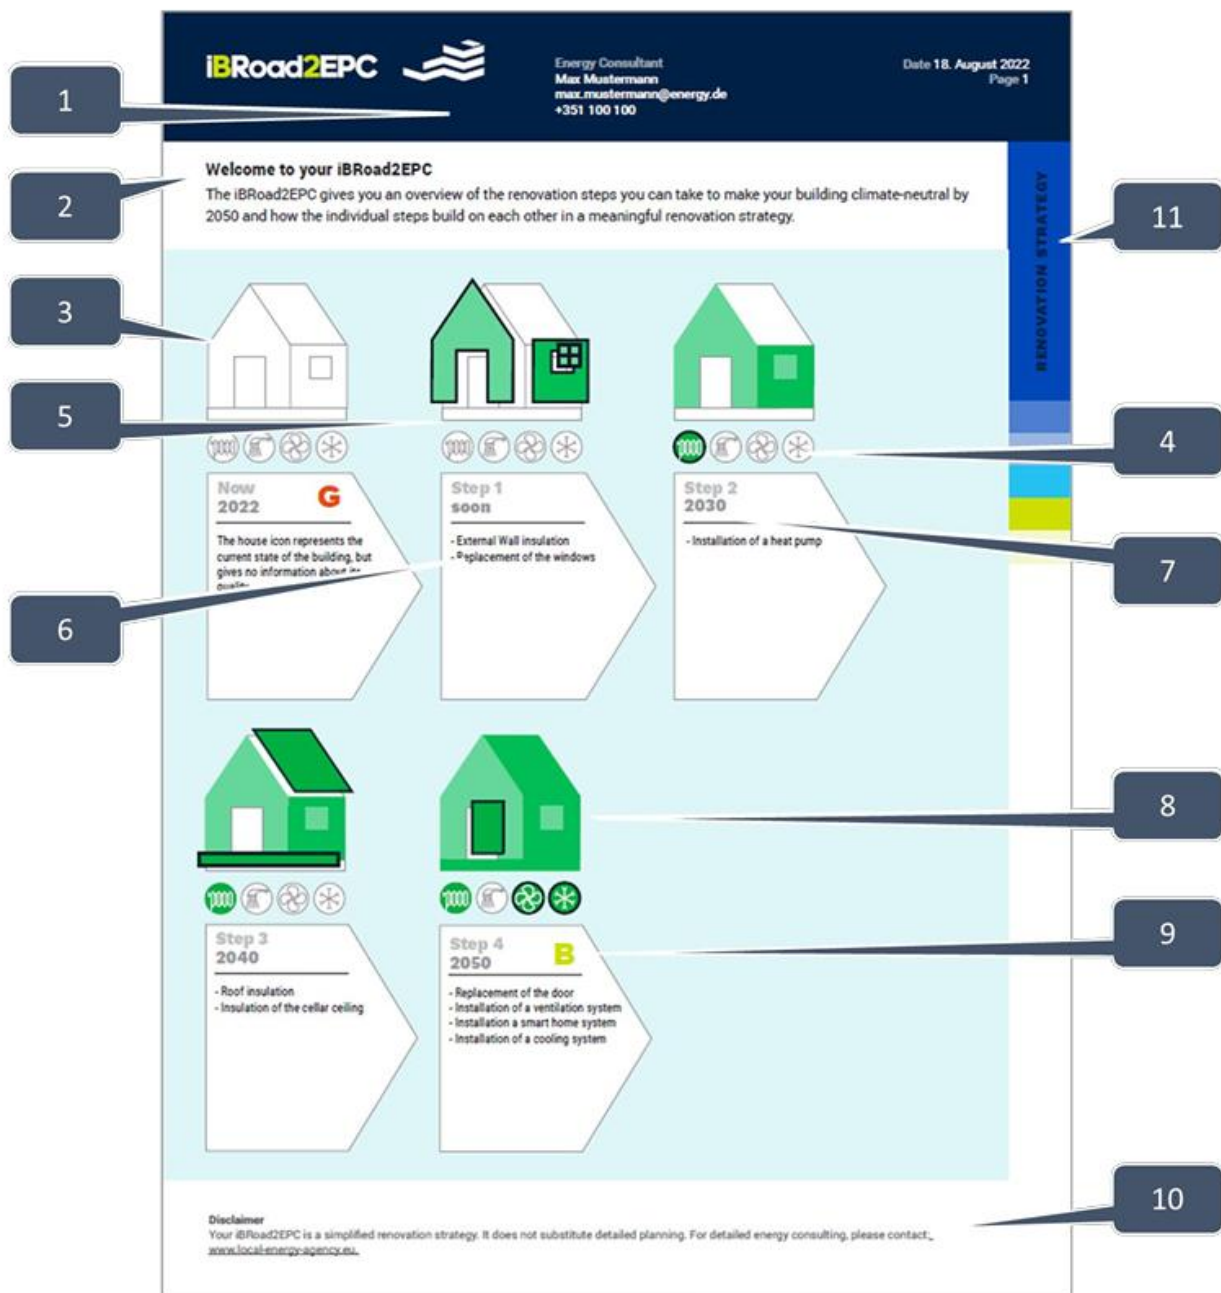 iBRoad2EPC
Energy Consultant
Max Mustermann
max.mustermann@energy.de
+351 100 100
Date 18. August 2022
Page 1
1
Welcome to your iBRoad2EPC
The iBRoad2EPC gives you an overview of the renovation steps you can take to make your building climate-neutral by
2050 and how the individual steps build on each other in a meaningful renovation strategy.
2
RENOVATION STRATEGY
11
3
5
4
Now
2022
G
The house icon represents the
current state of the building, but
gives no information about its
Step 1
soon
- External Wall insulation
- Replacement of the windows
Step 2
2030
- Installation of a heat pump
7
6
8
Step 3
2040
- Roof insulation
- Insulation of the cellar ceiling
Step 4
2050
B
- Replacement of the door
- Installation of a ventilation system
- Installation a smart home system
- Installation of a cooling system
9
10
Disclaimer
Your iBRoad2EPC is a simplified renovation strategy. It does not substitute detailed planning. For detailed energy consulting, please contact:
www.local-energy-agency.eu.